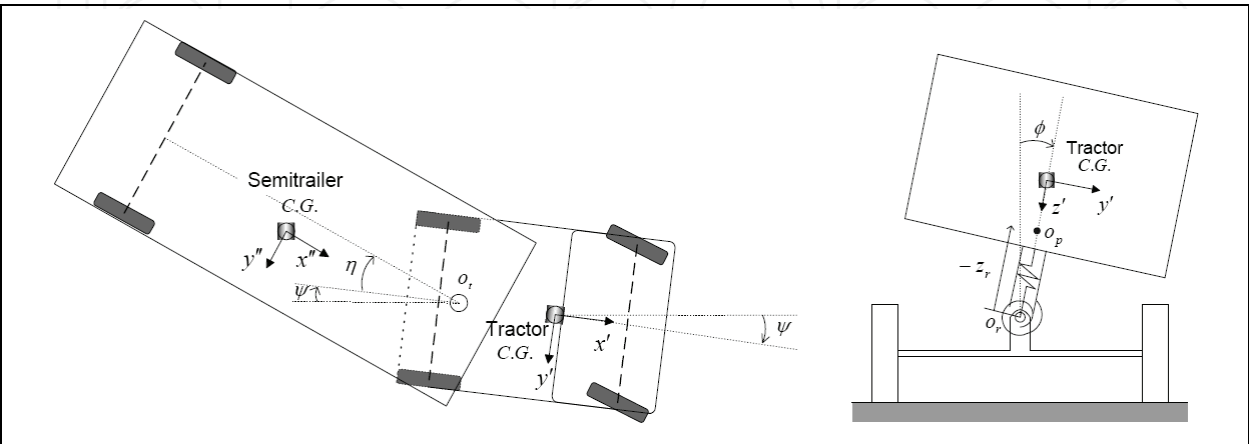 Semitrailer
C.G.
y″
x″
η
ψ
o_t
Tractor
C.G.
x′
y′
ψ
ϕ
Tractor
C.G.
z′
y′
o_p
− z_r
o_r